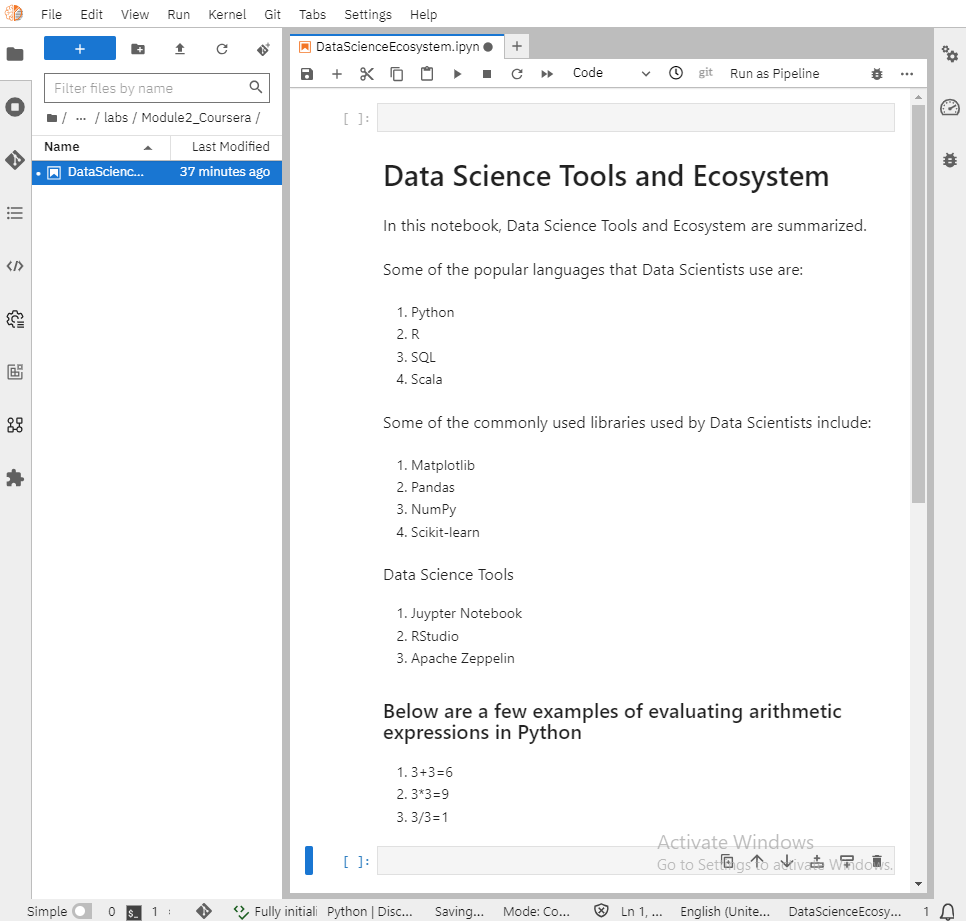 File Edit View Run Kernel Git Tabs Settings Help
+
DataScienceEcosystem.ipyn
+
Code
git
Run as Pipeline
Filter files by name
/ ... / labs / Module2_Coursera /
Name Last Modified
DataScienc... 37 minutes ago
[ ]:
Data Science Tools and Ecosystem
In this notebook, Data Science Tools and Ecosystem are summarized.
Some of the popular languages that Data Scientists use are:
1. Python
2. R
3. SQL
4. Scala
Some of the commonly used libraries used by Data Scientists include:
1. Matplotlib
2. Pandas
3. NumPy
4. Scikit-learn
Data Science Tools
1. Juypter Notebook
2. RStudio
3. Apache Zeppelin
Below are a few examples of evaluating arithmetic
expressions in Python
1. 3+3=6
2. 3*3=9
3. 3/3=1
Activate Windows
[ ]:
Go to Settings to activate Windows.
Simple 0 $_ 1 Fully initiali Python | Disc... Saving... Mode: Co... Ln 1, ... English (Unite... DataScienceEcosy... 1